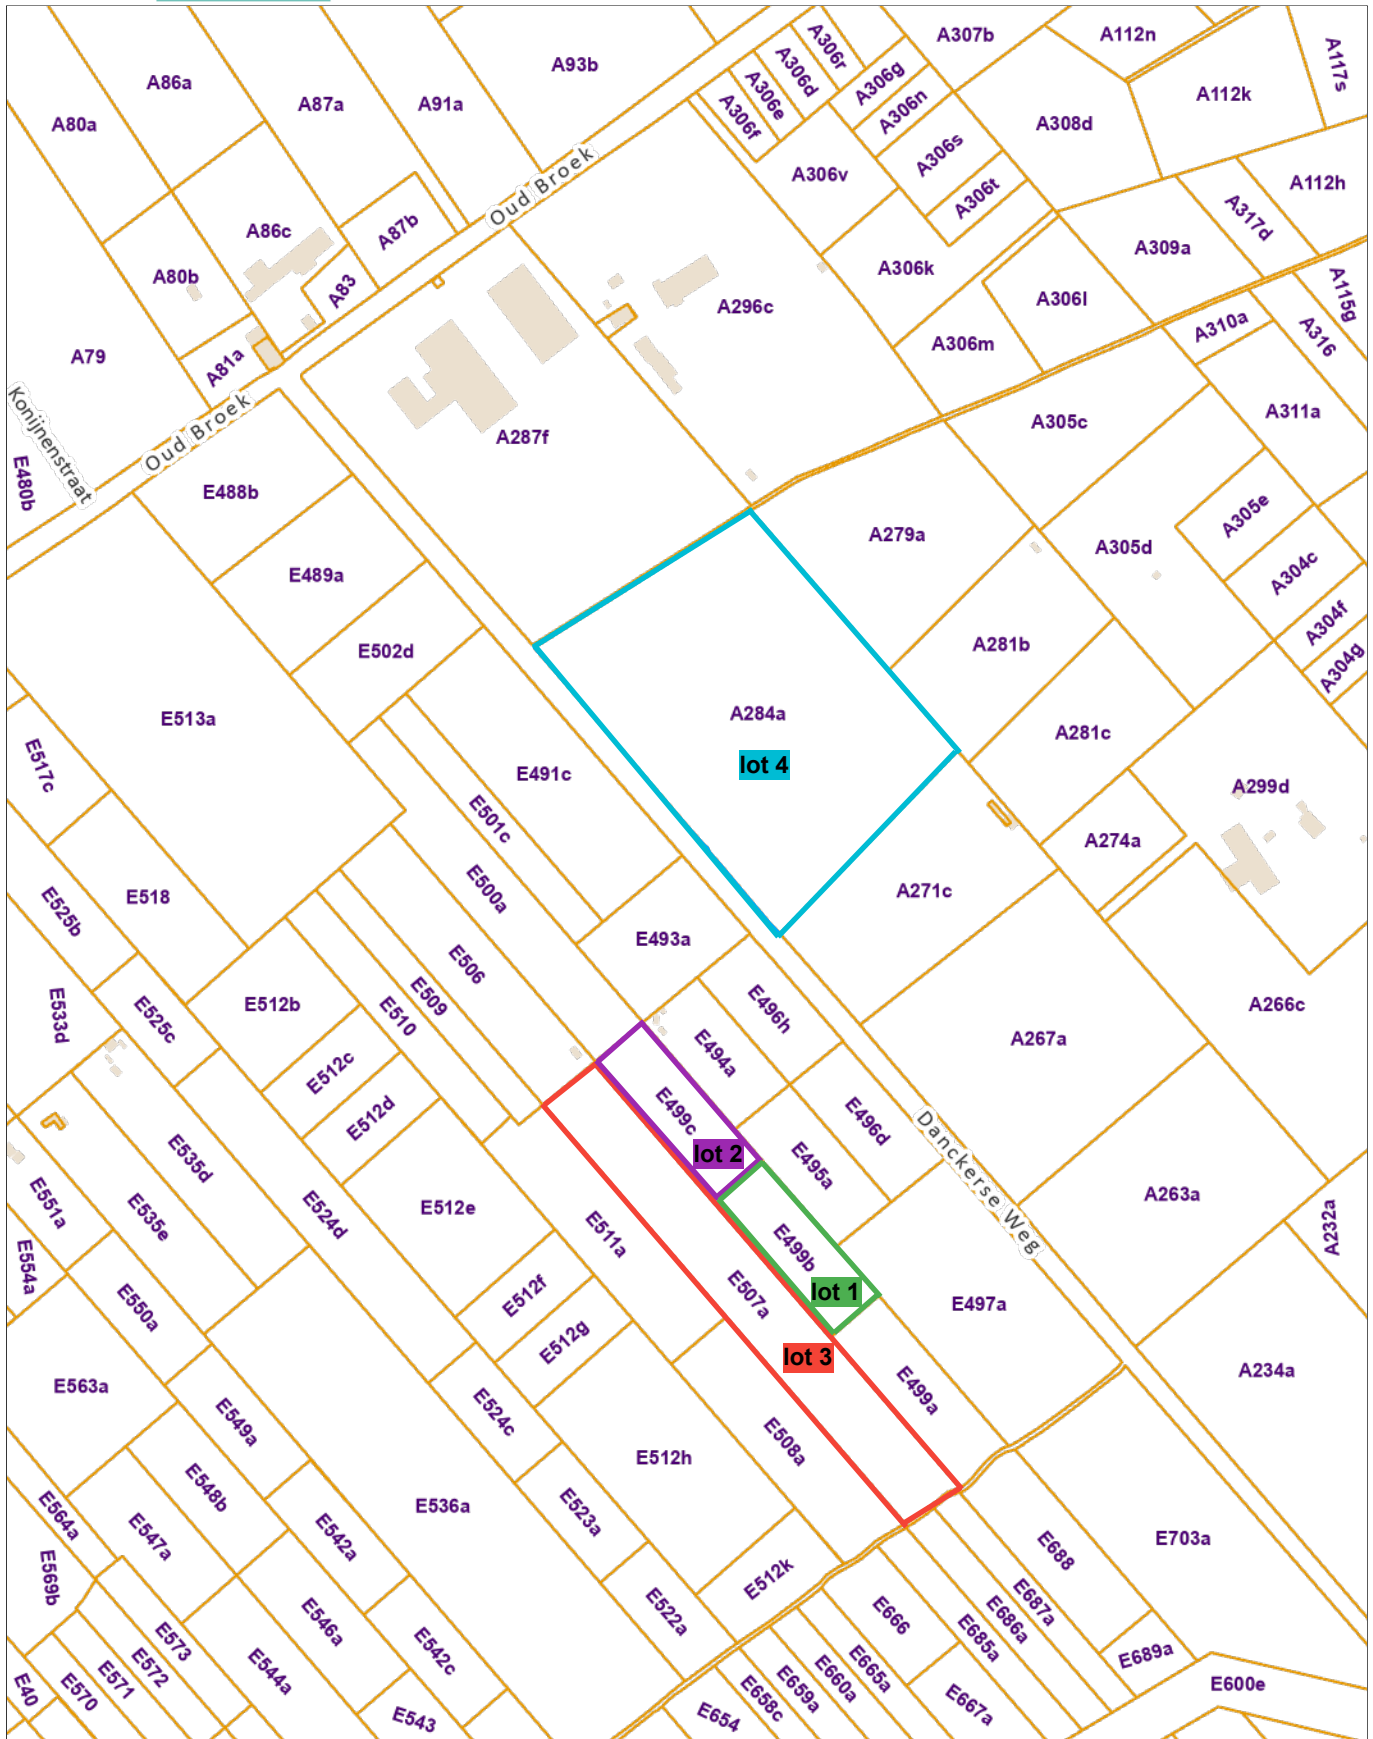 A307b
A112n
A117s
A306r
A93b
A306d
A306g
A86a
A306e
A112k
A87a
A91a
A306n
A306f
A80a
A308d
A306s
A306v
A306t
A112h
Oud Broek
A317d
A86c
A87b
A309a
A306k
A80b
A83
A306l
A115g
A296c
A310a
A316
A306m
A79
A81a
A311a
A305c
Konijnenstraat
Oud Broek
A287f
E480b
E488b
A305e
A279a
A305d
A304c
E489a
A304f
A281b
E502d
A304g
A284a
E513a
A281c
lot 4
E517c
E491c
A299d
E501c
A274a
E500a
A271c
E518
E525b
E493a
E506
E509
E512b
E496h
A266c
E533d
E510
E525c
A267a
E494a
E512c
E499c
E512d
E496d
Danckerse Weg
lot 2
E535d
E495a
A263a
E551a
E535e
E524d
E512e
A232a
E511a
E499b
E554a
E512f
E507a
lot 1
E550a
E497a
E512g
lot 3
A234a
E563a
E499a
E549a
E524c
E508a
E512h
E548b
E536a
E564a
E523a
E547a
E542a
E703a
E688
E569b
E512k
E687a
E522a
E666
E686a
E546a
E685a
E573
E542c
E689a
E572
E665a
E544a
E571
E660a
E600e
E40
E570
E659a
E658c
E667a
E543
E654